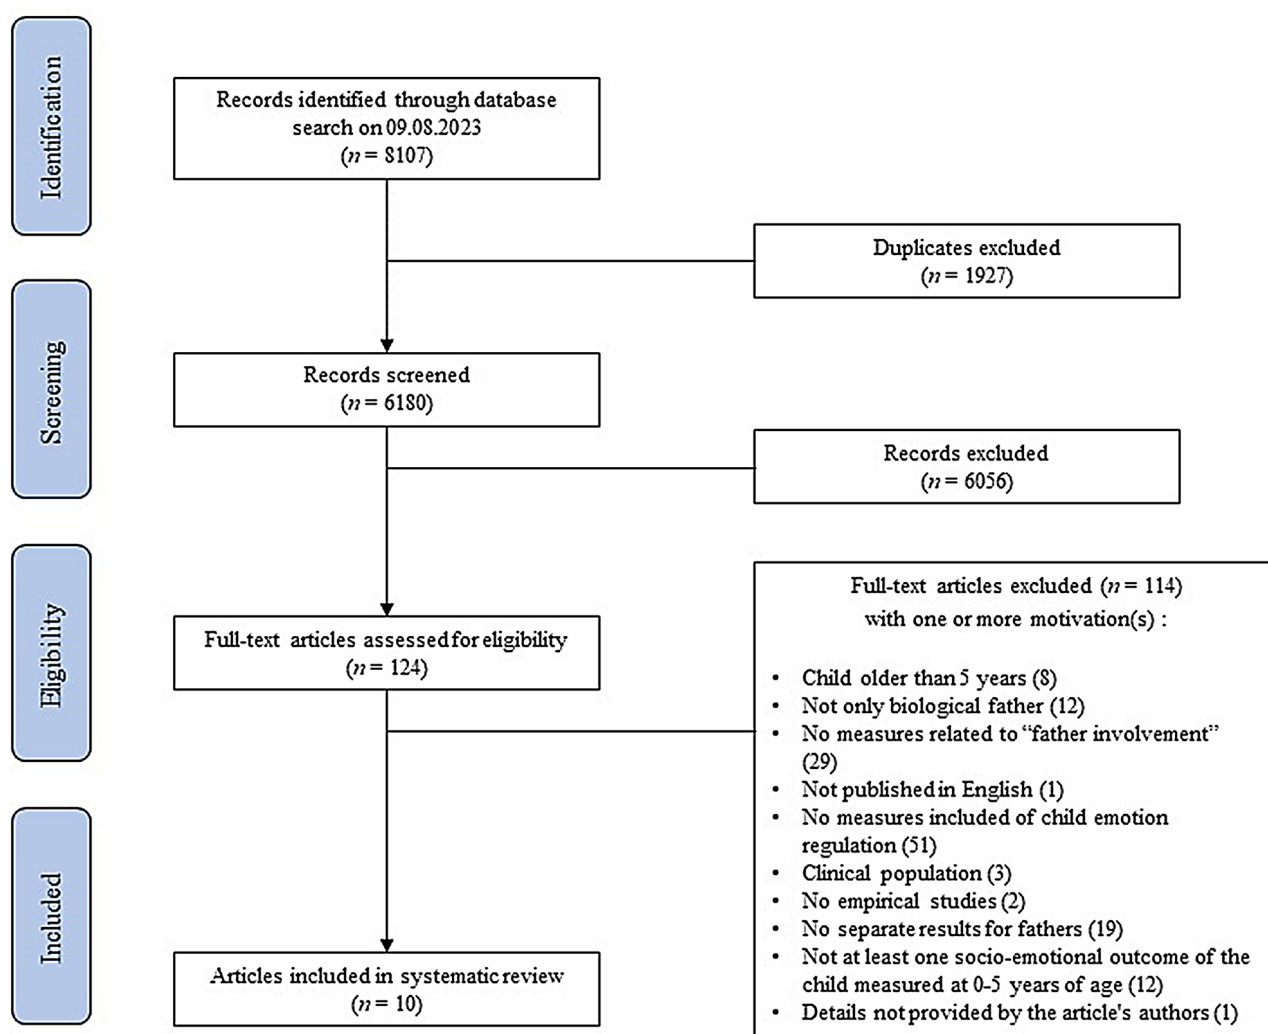 Identification
Records identified through database
search on 09.08.2023
(n = 8107)
Duplicates excluded
(n = 1927)
Screening
Records screened
(n = 6180)
Records excluded
(n = 6056)
Eligibility
Full-text articles assessed for eligibility
(n = 124)
Full-text articles excluded (n = 114)
with one or more motivation(s) :
• Child older than 5 years (8)
• Not only biological father (12)
• No measures related to “father involvement”
(29)
• Not published in English (1)
• No measures included of child emotion
regulation (51)
• Clinical population (3)
• No empirical studies (2)
• No separate results for fathers (19)
• Not at least one socio-emotional outcome of the
child measured at 0-5 years of age (12)
• Details not provided by the article's authors (1)
Included
Articles included in systematic review
(n = 10)